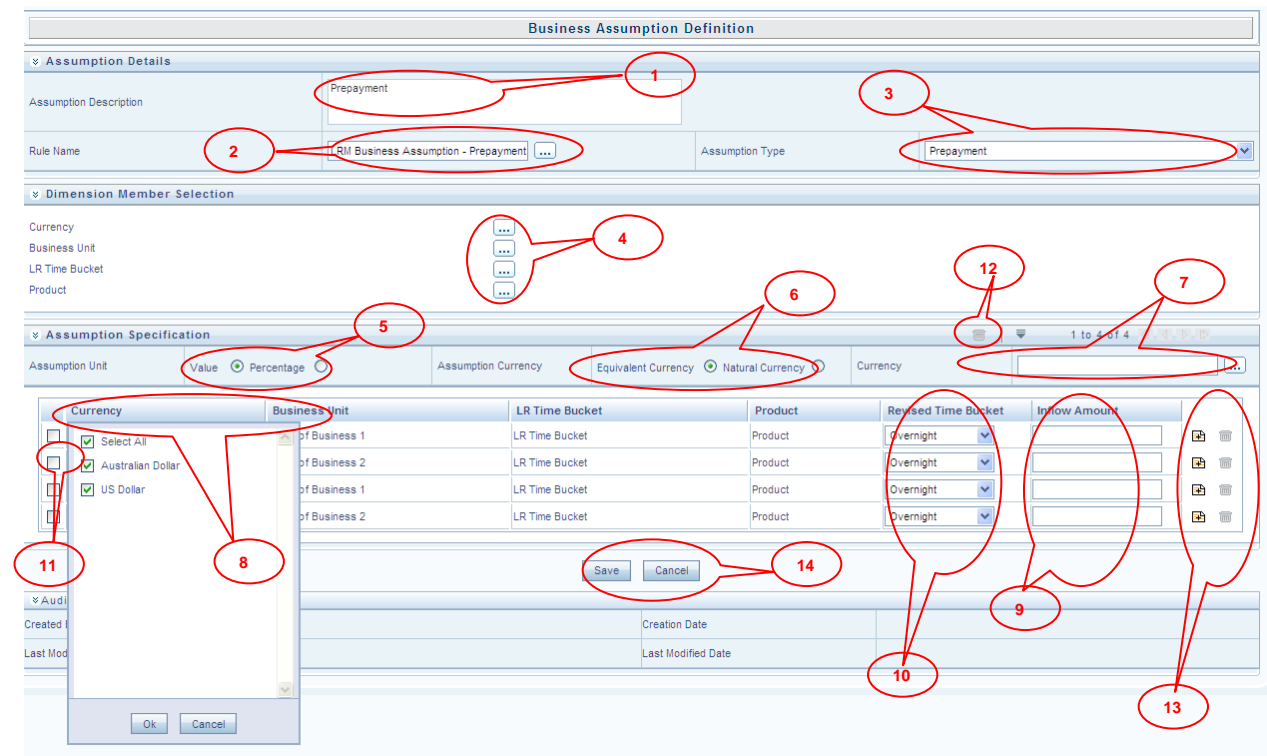 Business Assumption Definition
Assumption Details
1
Assumption Description
Prepayment
3
Rule Name
2
RM Business Assumption - Prepayment
...
Assumption Type
Prepayment
Dimension Member Selection
Currency
...
Business Unit
...
4
LR Time Bucket
...
12
7
Product
...
6
5
Assumption Specification
1 to 4 of 4
Assumption Unit
Value
Percentage
Assumption Currency
Equivalent Currency
Natural Currency
Currency
...
Currency
Business Unit
LR Time Bucket
Product
Revised Time Bucket
Inflow Amount
Select All
of Business 1
LR Time Bucket
Product
Overnight
Australian Dollar
of Business 2
LR Time Bucket
Product
Overnight
US Dollar
of Business 1
LR Time Bucket
Product
Overnight
of Business 2
LR Time Bucket
Product
Overnight
11
8
Save
Cancel
14
Audi
9
Created
Creation Date
Last Mod
Last Modified Date
10
13
Ok
Cancel